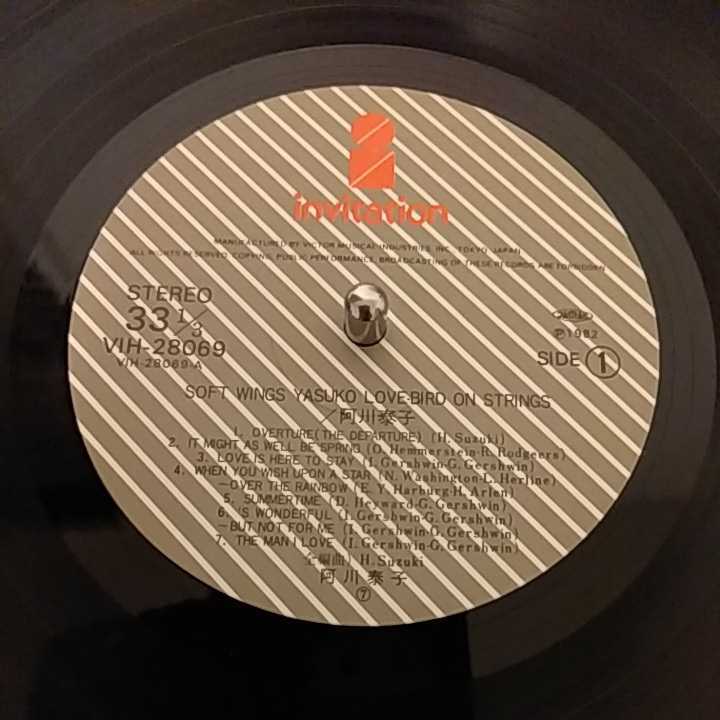 invitation
MANUFACTURED BY VICTOR MUSICAL INDUSTRIES, INC. TOKYO, JAPAN
ALL RIGHTS RESERVED. COPYING, PUBLIC PERFORMANCE, BROADCASTING OF THESE RECORDS ARE FORBIDDEN
STEREO
33 1/3
VIH-28069
VIH-28069-A
℗1982
SIDE 1
SOFT WINGS YASUKO LOVE-BIRD ON STRINGS
／阿川泰子
1. OVERTURE(THE DEPARTURE) (H.Suzuki)
2. IT MIGHT AS WELL BE SPRING (O. Hemmerstein-R. Rodgeers)
3. LOVE IS HERE TO STAY (I. Gershwin-G. Gershwin)
4. WHEN YOU WISH UPON A STAR (N. Washington-L. Herline)
~OVER THE RAINBOW (E. Y. Harburg-H. Arlen)
5. SUMMERTIME (D. Heyward-G. Gershwin)
6. 'S WONDERFUL (I. Gershwin-G. Gershwin)
~BUT NOT FOR ME (I. Gershwin-G. Gershwin)
7. THE MAN I LOVE (I. Gershwin-G. Gershwin)
全編曲) H.Suzuki
阿川泰子
⑦